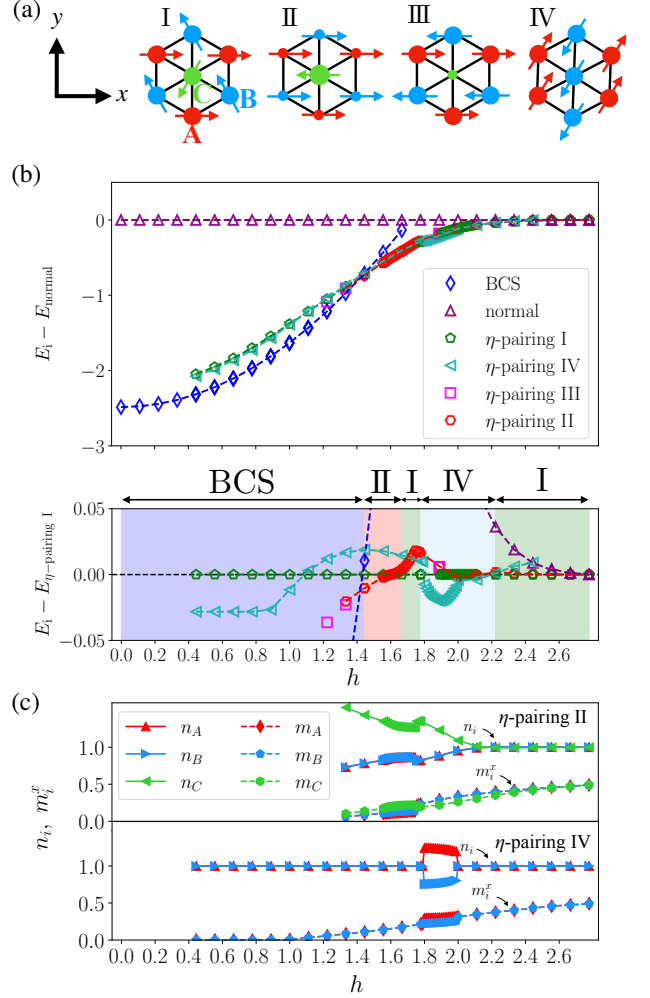 (a)
y
x
I
II
III
IV
C
B
A
(b)
0
−1
−2
−3
E_i − E_normal
BCS
normal
η-pairing I
η-pairing IV
η-pairing III
η-pairing II
BCS
II
I
IV
I
0.05
0.00
−0.05
E_i − E_η−pairing I
0.0 0.2 0.4 0.6 0.8 1.0 1.2 1.4 1.6 1.8 2.0 2.2 2.4 2.6
h
(c)
n_A
m_A
n_B
m_B
n_C
m_C
n_i
η-pairing II
m_i^x
1.0
0.5
0.0
n_i, m_i^x
n_i
η-pairing IV
m_i^x
1.0
0.5
0.0
0.0 0.2 0.4 0.6 0.8 1.0 1.2 1.4 1.6 1.8 2.0 2.2 2.4 2.6
h